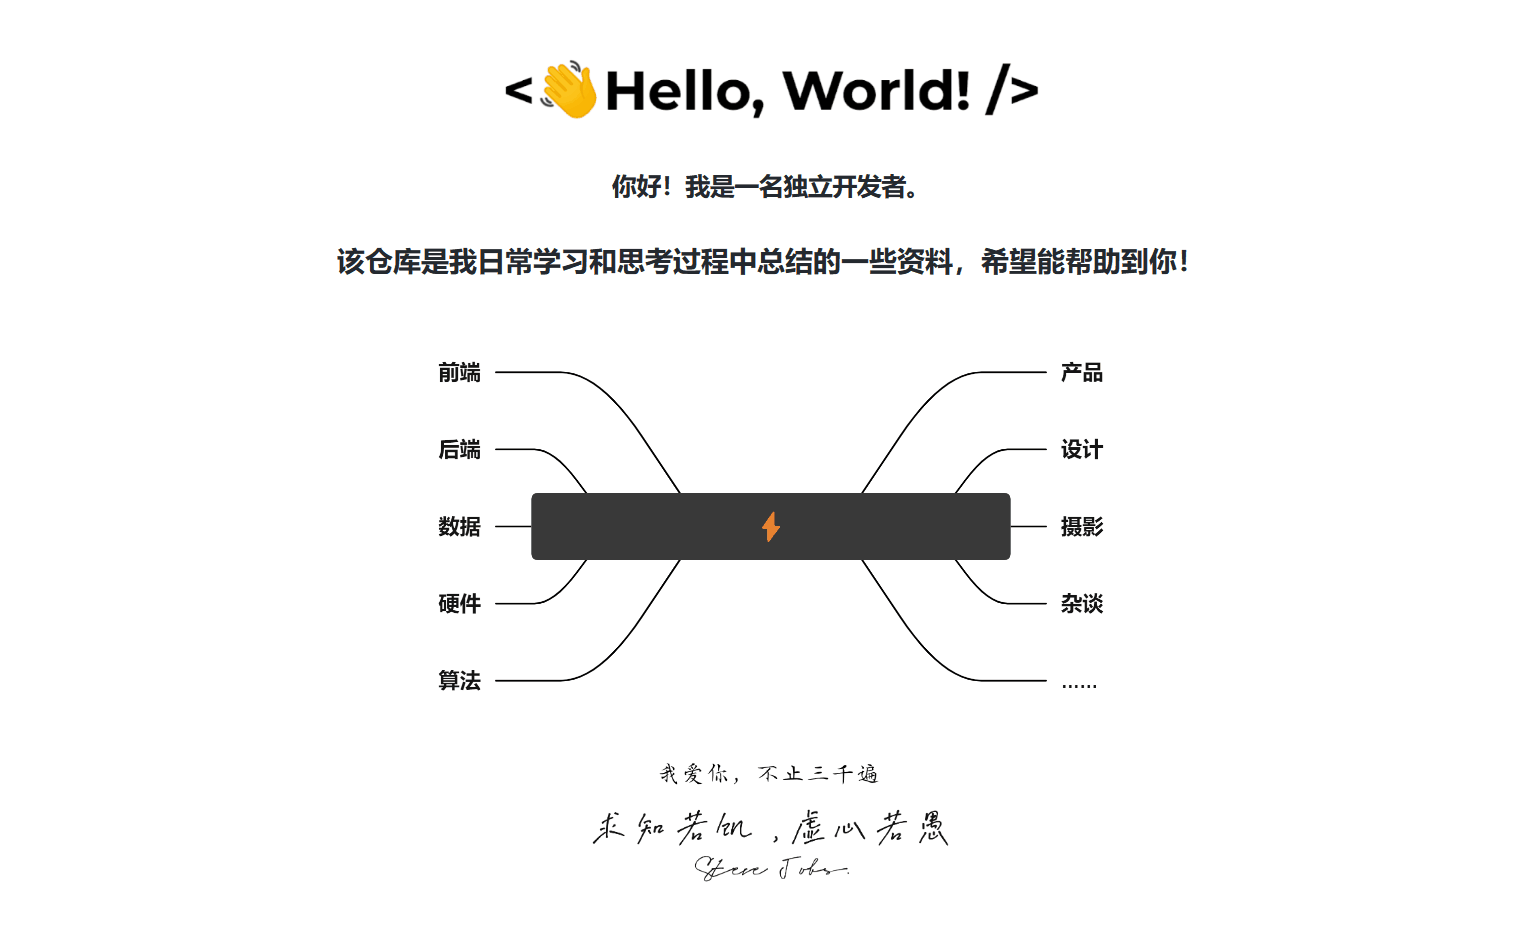 <👋Hello, World! />
你好！我是一名独立开发者。
该仓库是我日常学习和思考过程中总结的一些资料，希望能帮助到你！
前端
后端
数据
硬件
算法
产品
设计
摄影
杂谈
......
我爱你，不止三千遍
求知若饥，虚心若愚
Steve Jobs.